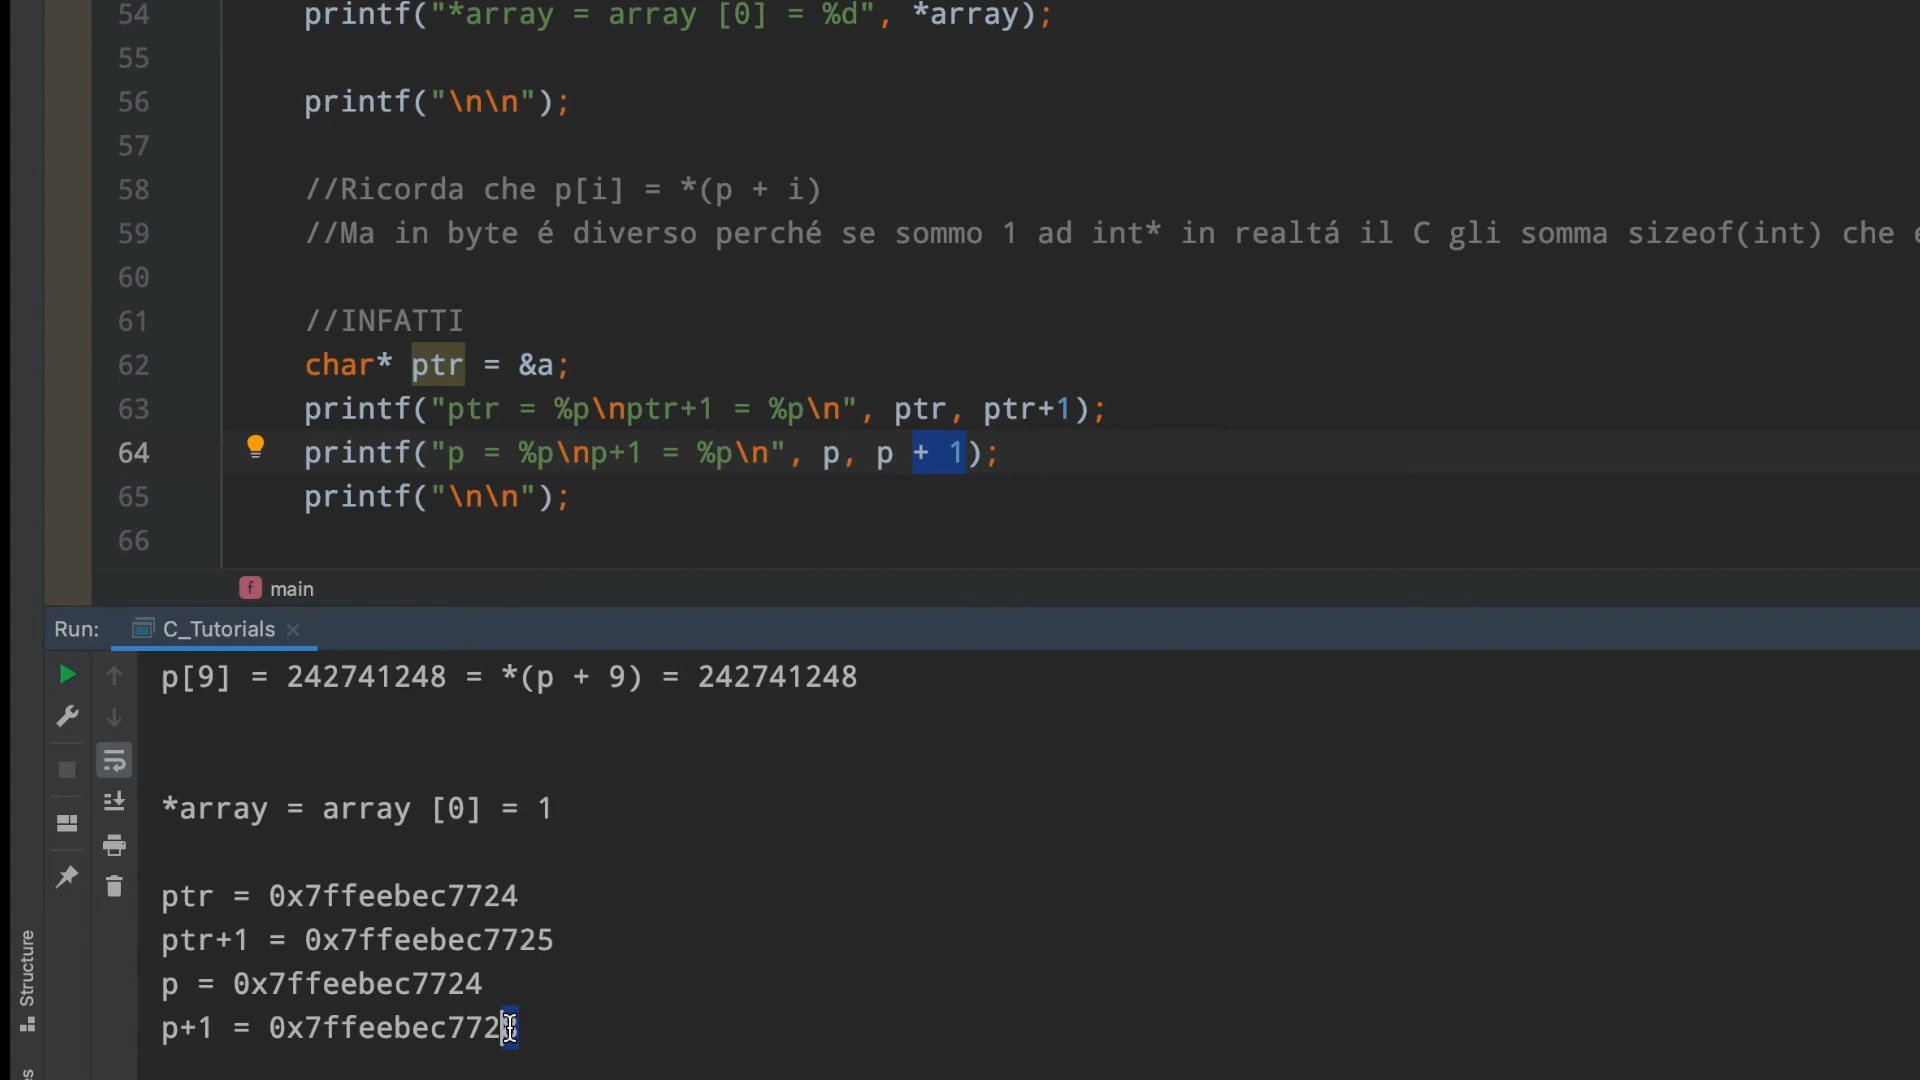 54 printf("*array = array [0] = %d", *array);
55
56 printf("\n\n");
57
58 //Ricorda che p[i] = *(p + i)
59 //Ma in byte é diverso perché se sommo 1 ad int* in realtá il C gli somma sizeof(int) che
60
61 //INFATTI
62 char* ptr = &a;
63 printf("ptr = %p\nptr+1 = %p\n", ptr, ptr+1);
64 printf("p = %p\np+1 = %p\n", p, p + 1);
65 printf("\n\n");
66
f main
Run: C_Tutorials ×
p[9] = 242741248 = *(p + 9) = 242741248
*array = array [0] = 1
ptr = 0x7ffeebec7724
ptr+1 = 0x7ffeebec7725
p = 0x7ffeebec7724
p+1 = 0x7ffeebec772
Structure